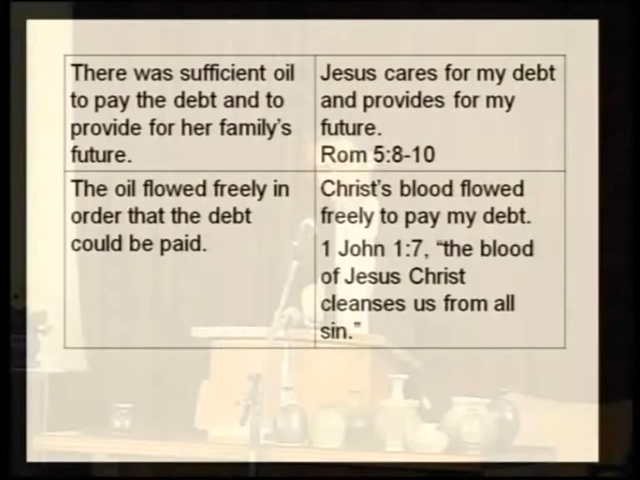 There was sufficient oil
to pay the debt and to
provide for her family's
future.
Jesus cares for my debt
and provides for my
future.
Rom 5:8-10
The oil flowed freely in
order that the debt
could be paid.
Christ's blood flowed
freely to pay my debt.
1 John 1:7, “the blood
of Jesus Christ
cleanses us from all
sin.”